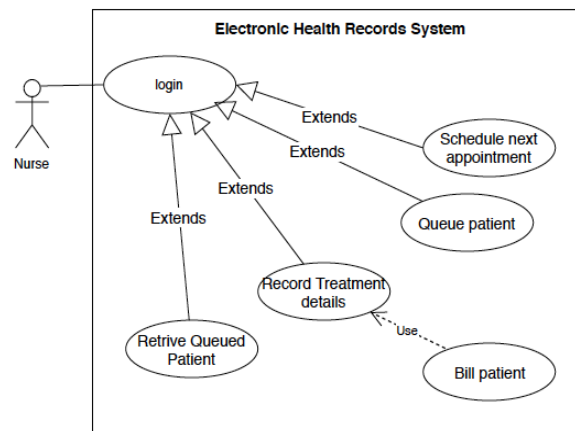 Electronic Health Records System
login
Nurse
Extends
Schedule next
appointment
Extends
Queue patient
Extends
Extends
Record Treatment
details
Use
Retrive Queued
Patient
Bill patient